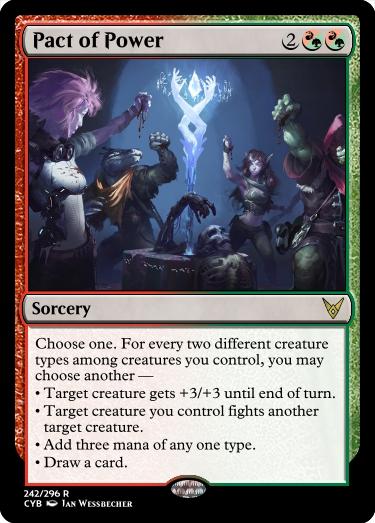 Pact of Power 2
Sorcery
Choose one. For every two different creature
types among creatures you control, you may
choose another —
• Target creature gets +3/+3 until end of turn.
• Target creature you control fights another
target creature.
• Add three mana of any one type.
• Draw a card.
242/296 R
CYB Ian Wessbecher